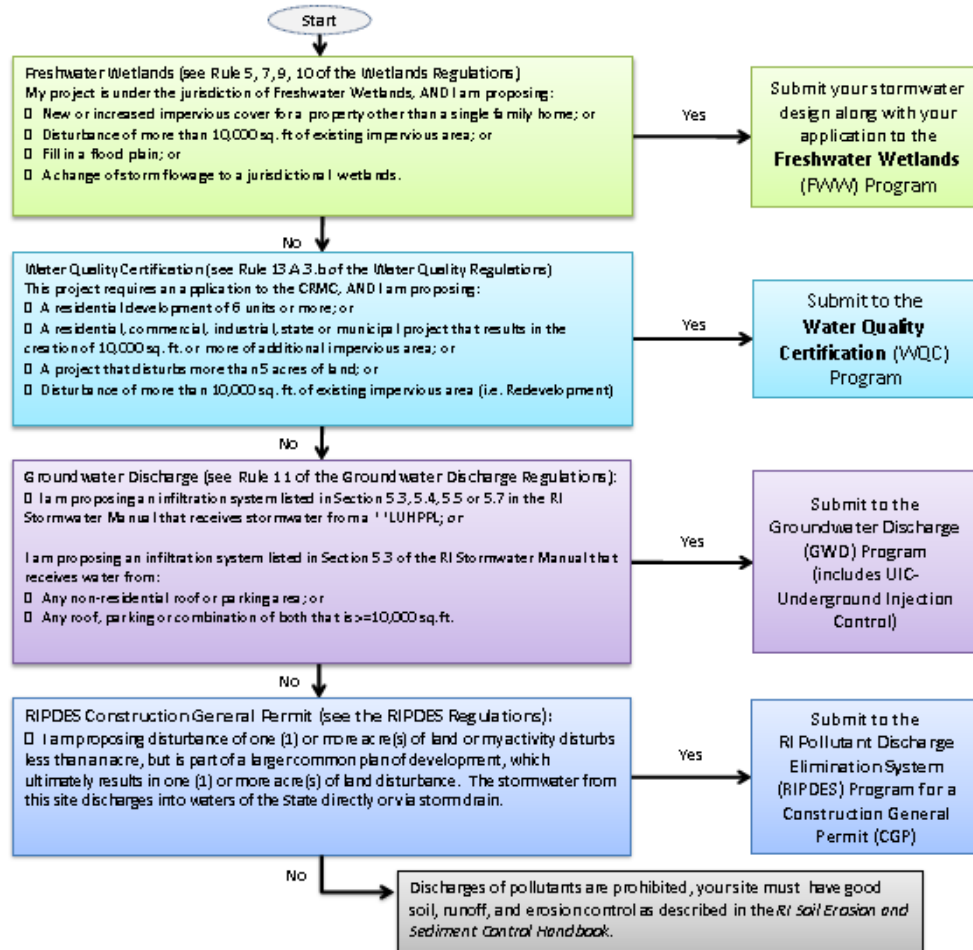 Start
Freshwater Wetlands (see Rule 5, 7, 9, 10 of the Wetlands Regulations)
My project is under the jurisdiction of Freshwater Wetlands, AND I am proposing:
▯ New or increased impervious cover for a property other than a single family home; or
▯ Disturbance of more than 10,000 sq. ft of existing impervious area; or
▯ Fill in a flood plain; or
▯ A change of storm flowage to a jurisdictional wetlands.
Yes
Submit your stormwater
design along with your
application to the
Freshwater Wetlands
(FWW) Program
No
Water Quality Certification (see Rule 13.A.3.b of the Water Quality Regulations)
This project requires an application to the CRMC, AND I am proposing:
▯ A residential development of 6 units or more; or
▯ A residential, commercial, industrial, state or municipal project that results in the
creation of 10,000 sq. ft. or more of additional impervious area; or
▯ A project that disturbs more than 5 acres of land; or
▯ Disturbance of more than 10,000 sq. ft. of existing impervious area (i.e. Redevelopment)
Yes
Submit to the
Water Quality
Certification (WQC)
Program
No
Groundwater Discharge (see Rule 11 of the Groundwater Discharge Regulations):
▯ I am proposing an infiltration system listed in Section 5.3, 5.4, 5.5 or 5.7 in the RI
Stormwater Manual that receives stormwater from a **LUHPPL; or
I am proposing an infiltration system listed in Section 5.3 of the RI Stormwater Manual that
receives water from:
▯ Any non-residential roof or parking area; or
▯ Any roof, parking or combination of both that is >=10,000 sq.ft.
Yes
Submit to the
Groundwater Discharge
(GWD) Program
(includes UIC-
Underground Injection
Control)
No
RIPDES Construction General Permit (see the RIPDES Regulations):
▯ I am proposing disturbance of one (1) or more acre(s) of land or my activity disturbs
less than an acre, but is part of a larger common plan of development, which
ultimately results in one (1) or more acre(s) of land disturbance. The stormwater from
this site discharges into waters of the State directly or via storm drain.
Yes
Submit to the
RI Pollutant Discharge
Elimination System
(RIPDES) Program for a
Construction General
Permit (CGP)
No
Discharges of pollutants are prohibited, your site must have good
soil, runoff, and erosion control as described in the RI Soil Erosion and
Sediment Control Handbook.